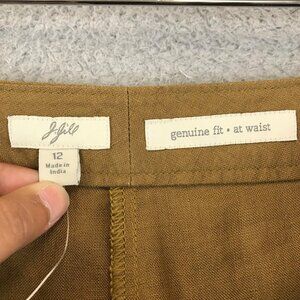 J.Jill
12
Made in
India
genuine fit • at waist